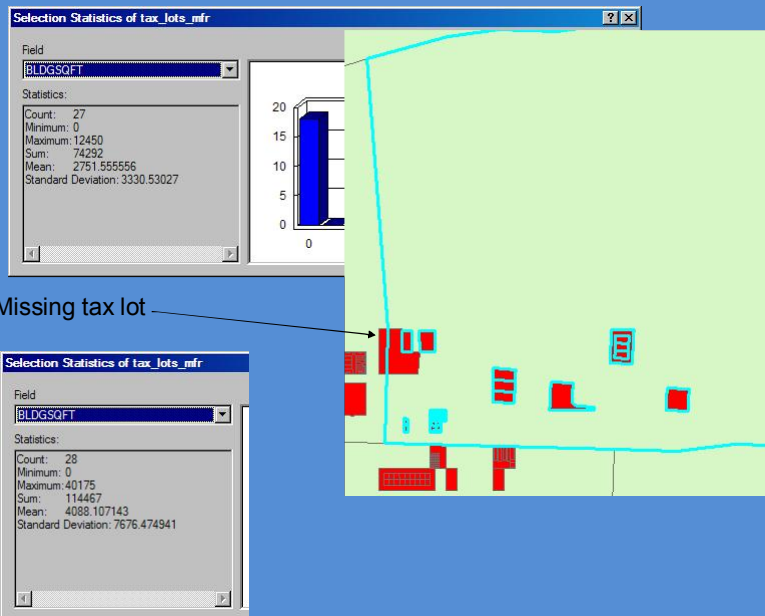 Selection Statistics of tax_lots_mfr
Field
BLDGSQFT
Statistics:
Count: 27
Minimum: 0
Maximum: 12450
Sum: 74292
Mean: 2751.555556
Standard Deviation: 3330.53027
20
15
10
5
0
0
Missing tax lot
Selection Statistics of tax_lots_mfr
Field
BLDGSQFT
Statistics:
Count: 28
Minimum: 0
Maximum: 40175
Sum: 114467
Mean: 4088.107143
Standard Deviation: 7676.474941